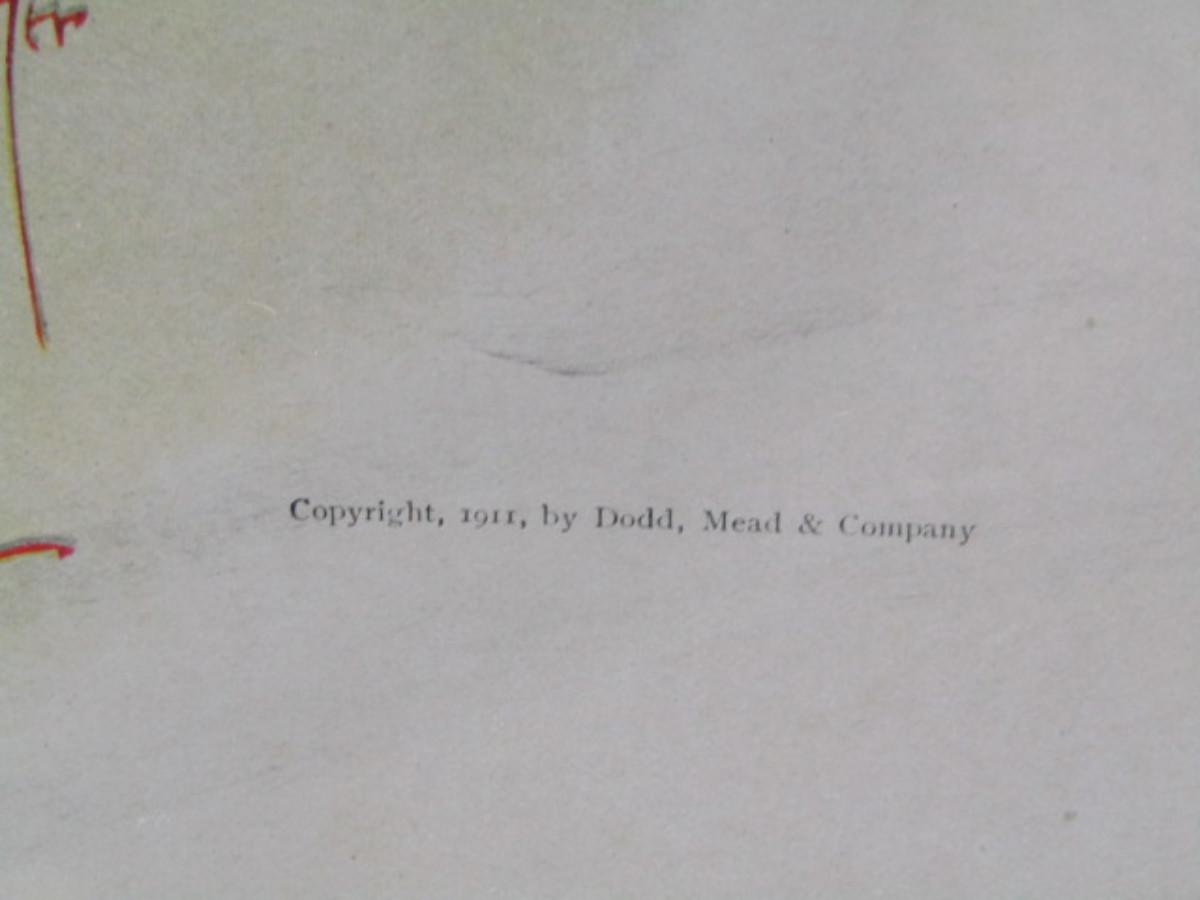 Copyright, 1911, by Dodd, Mead & Company